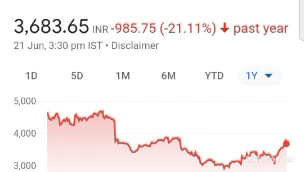 3,683.65 INR -985.75 (-21.11%) ↓ past year
21 Jun, 3:30 pm IST • Disclaimer
1D 5D 1M 6M YTD 1Y
5,000
4,000
3,000